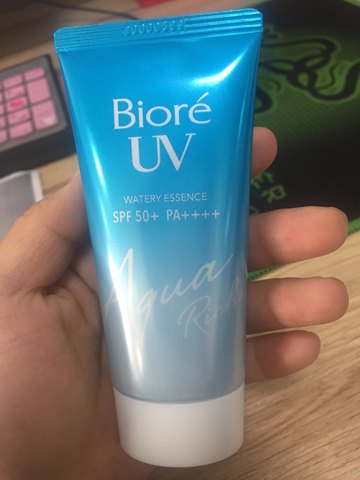 Bioré
UV
WATERY ESSENCE
SPF 50+ PA++++
Aqua
Rich